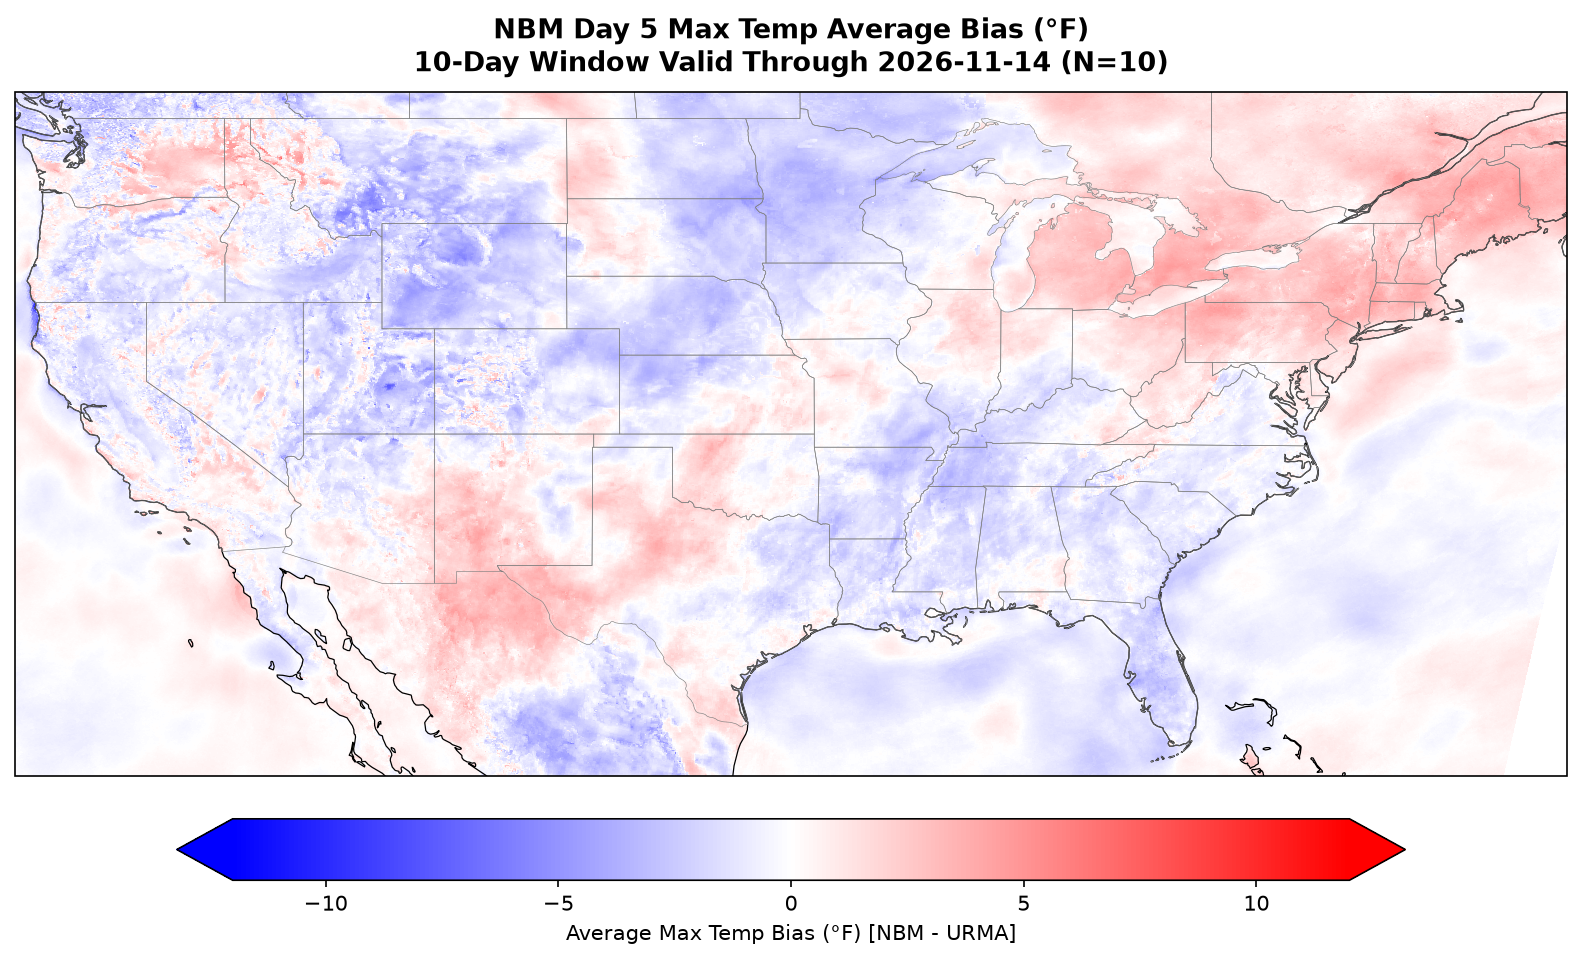 NBM Day 5 Max Temp Average Bias (°F)
10-Day Window Valid Through 2026-11-14 (N=10)
−10
−5
0
5
10
Average Max Temp Bias (°F) [NBM - URMA]